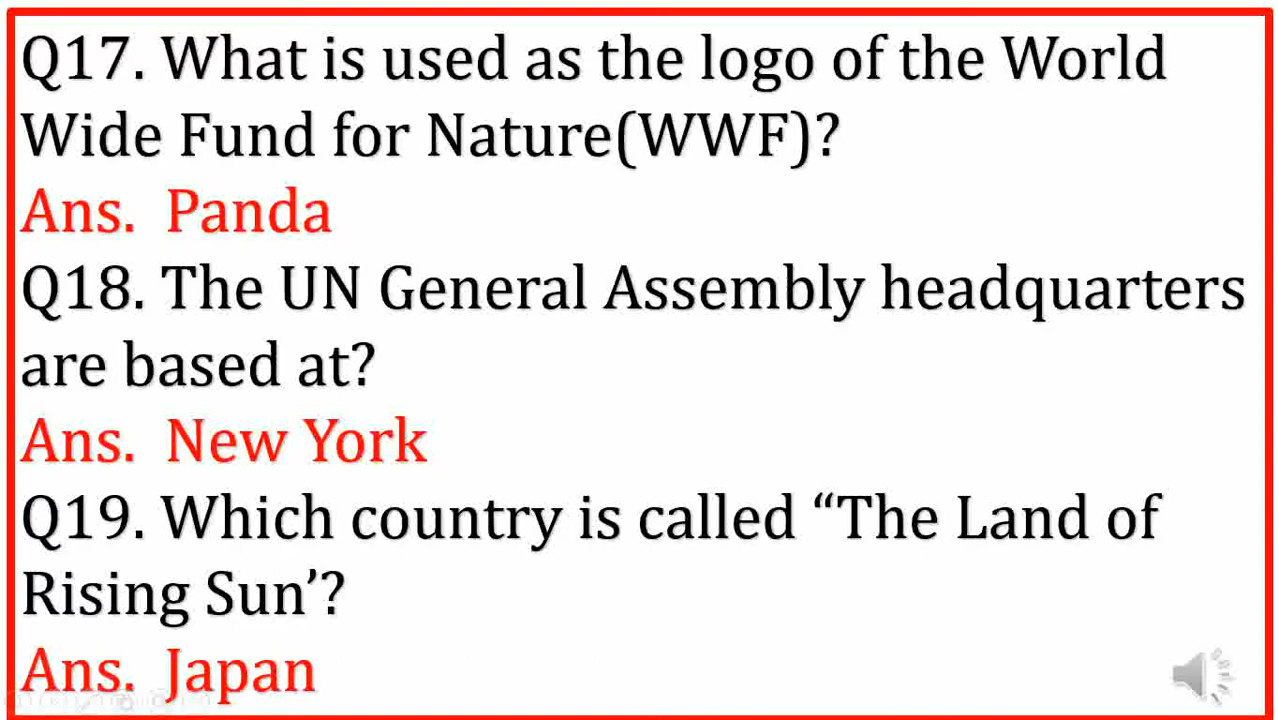 Q17. What is used as the logo of the World
Wide Fund for Nature(WWF)?
Ans. Panda
Q18. The UN General Assembly headquarters
are based at?
Ans. New York
Q19. Which country is called “The Land of
Rising Sun’?
Ans. Japan